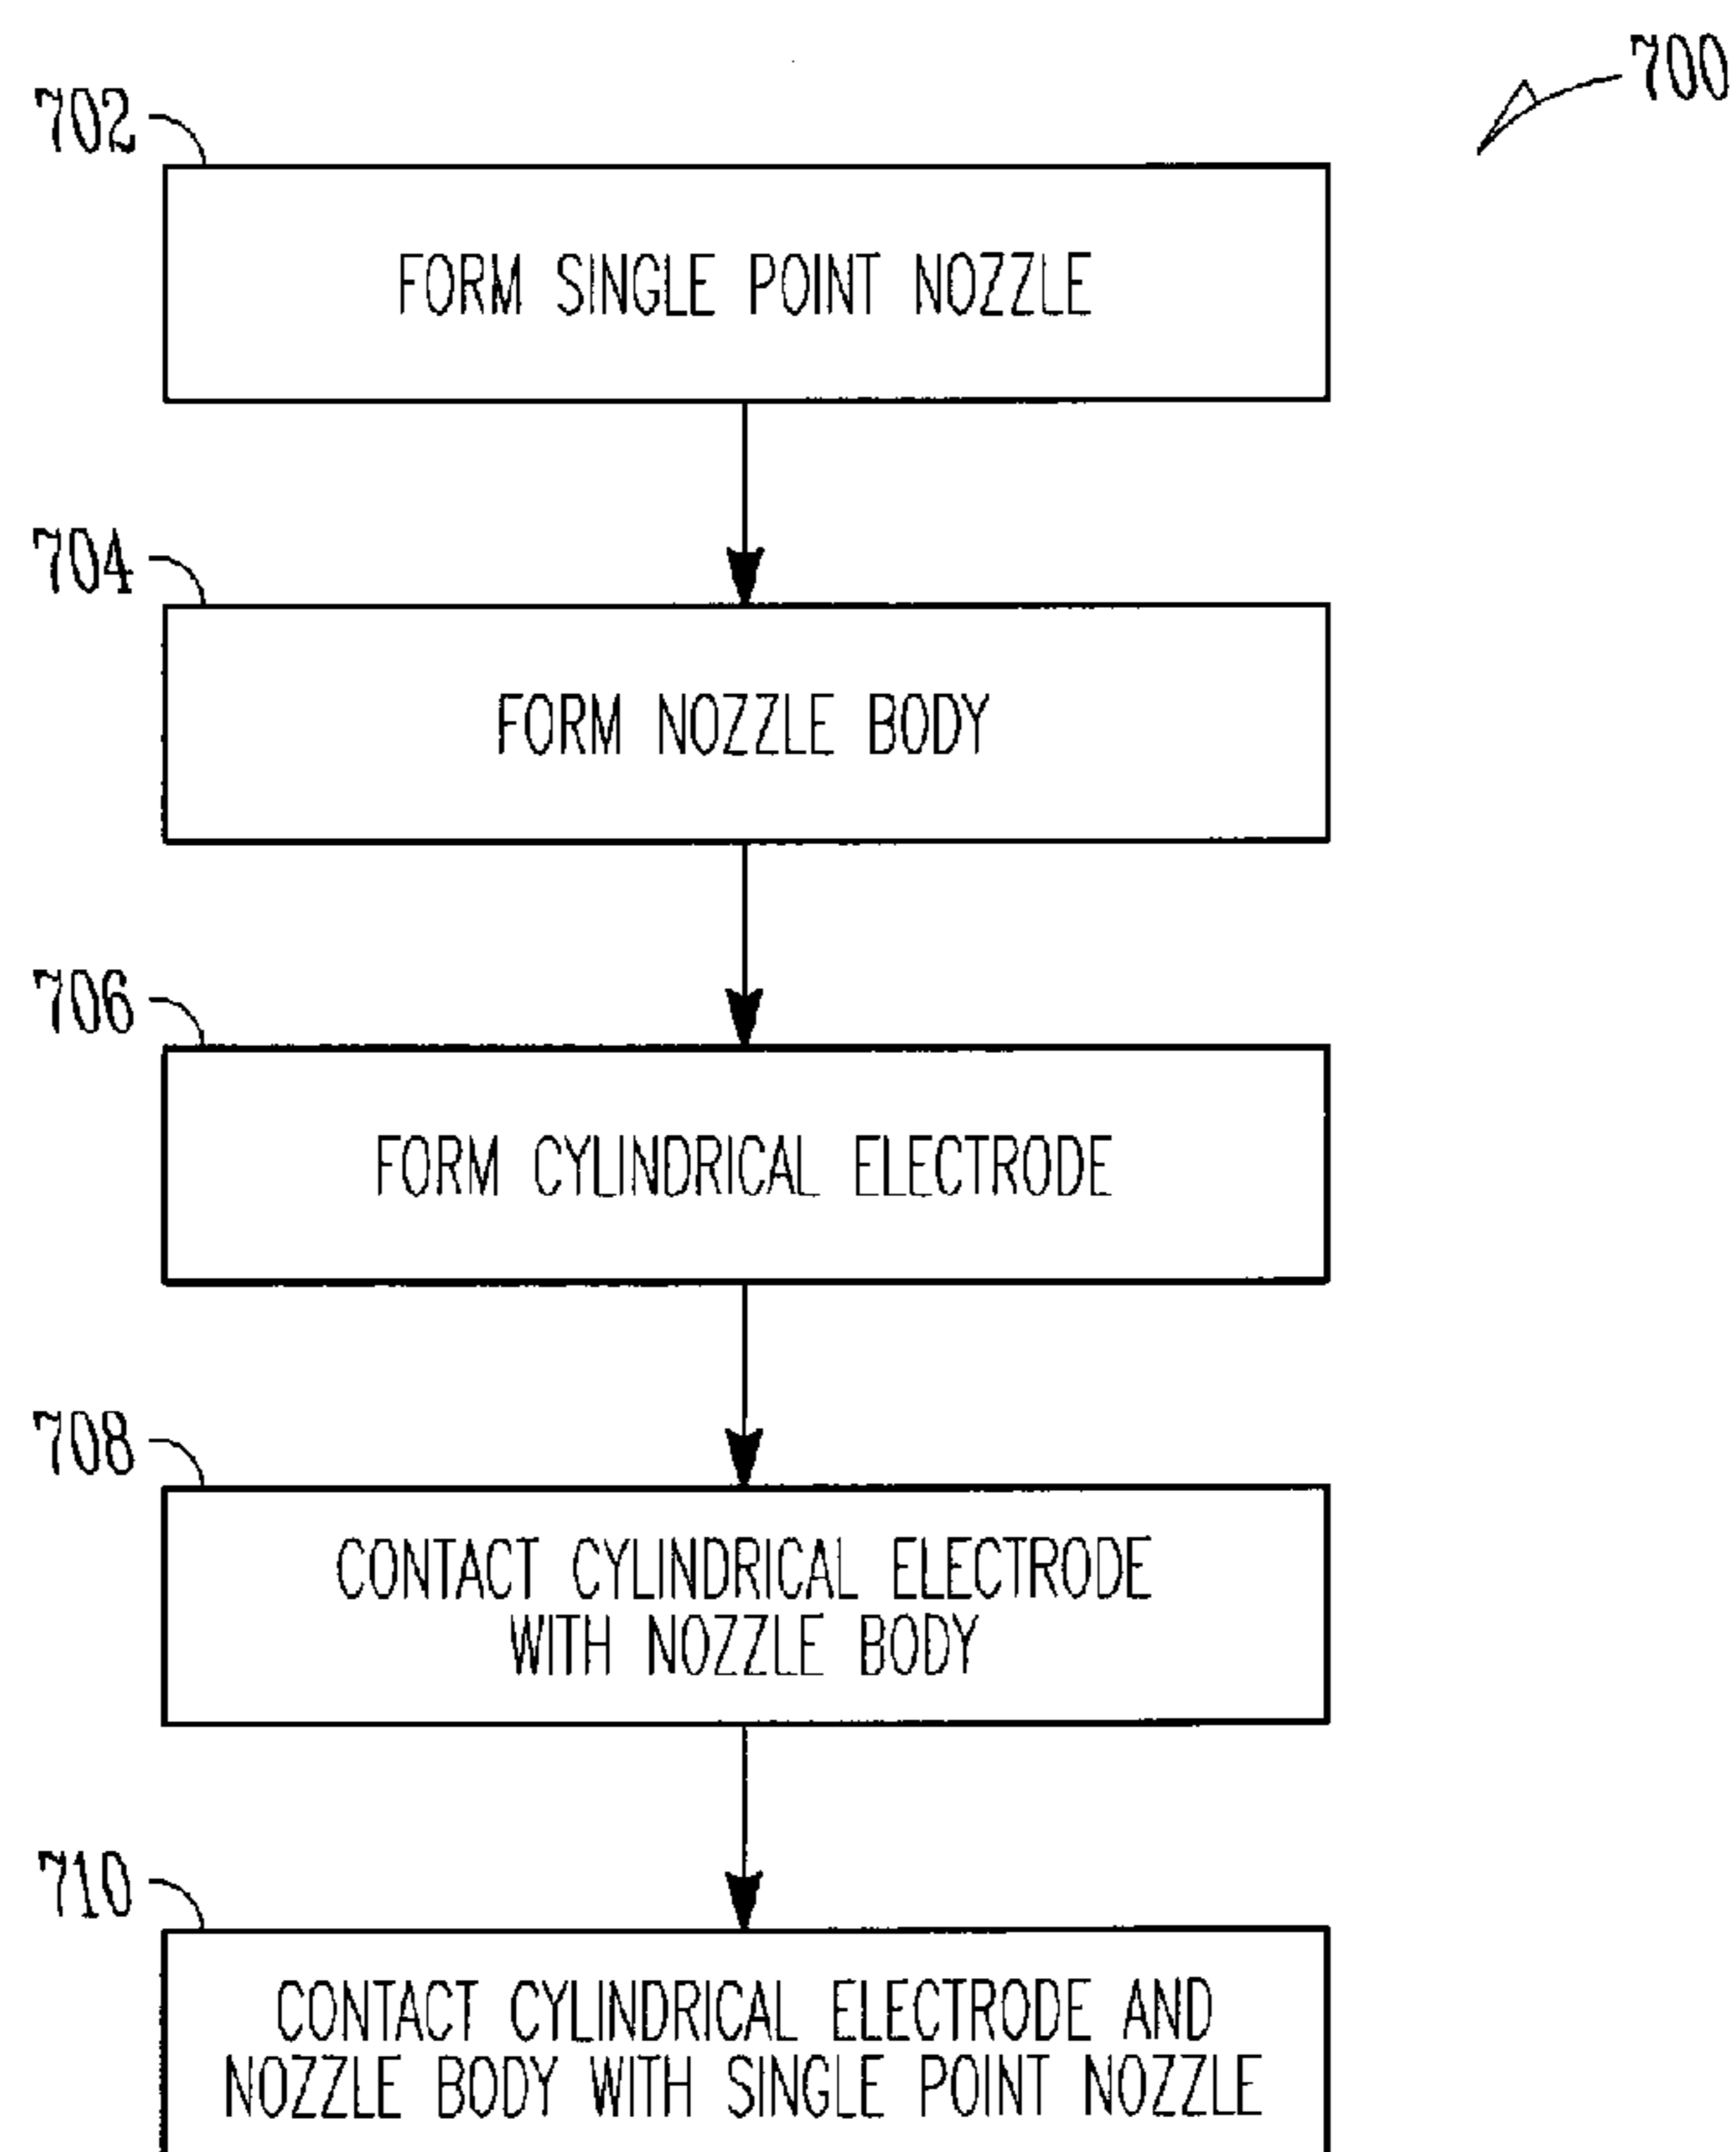 700
702
FORM SINGLE POINT NOZZLE
704
FORM NOZZLE BODY
706
FORM CYLINDRICAL ELECTRODE
708
CONTACT CYLINDRICAL ELECTRODE
WITH NOZZLE BODY
710
CONTACT CYLINDRICAL ELECTRODE AND
NOZZLE BODY WITH SINGLE POINT NOZZLE